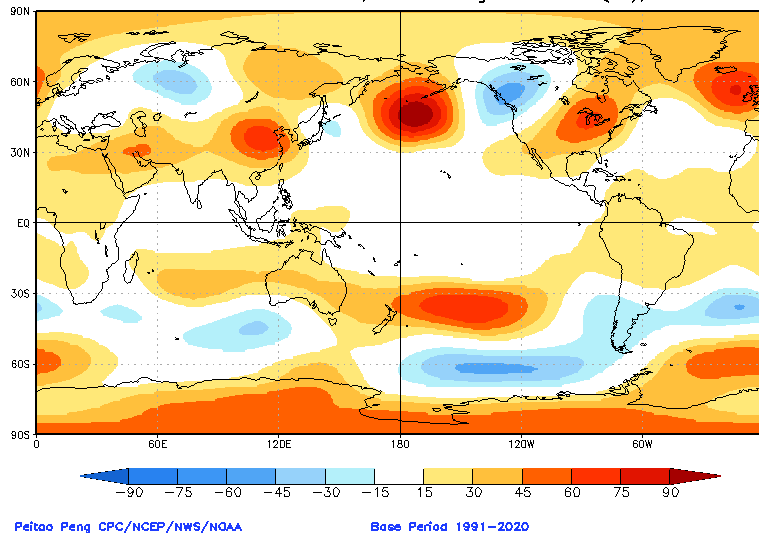 90N
60N
30N
EQ
30S
60S
90S
0 60E 120E 180 120W 60W
−90 −75 −60 −45 −30 −15 15 30 45 60 75 90
Peitao Peng CPC/NCEP/NWS/NOAA Base Period 1991−2020